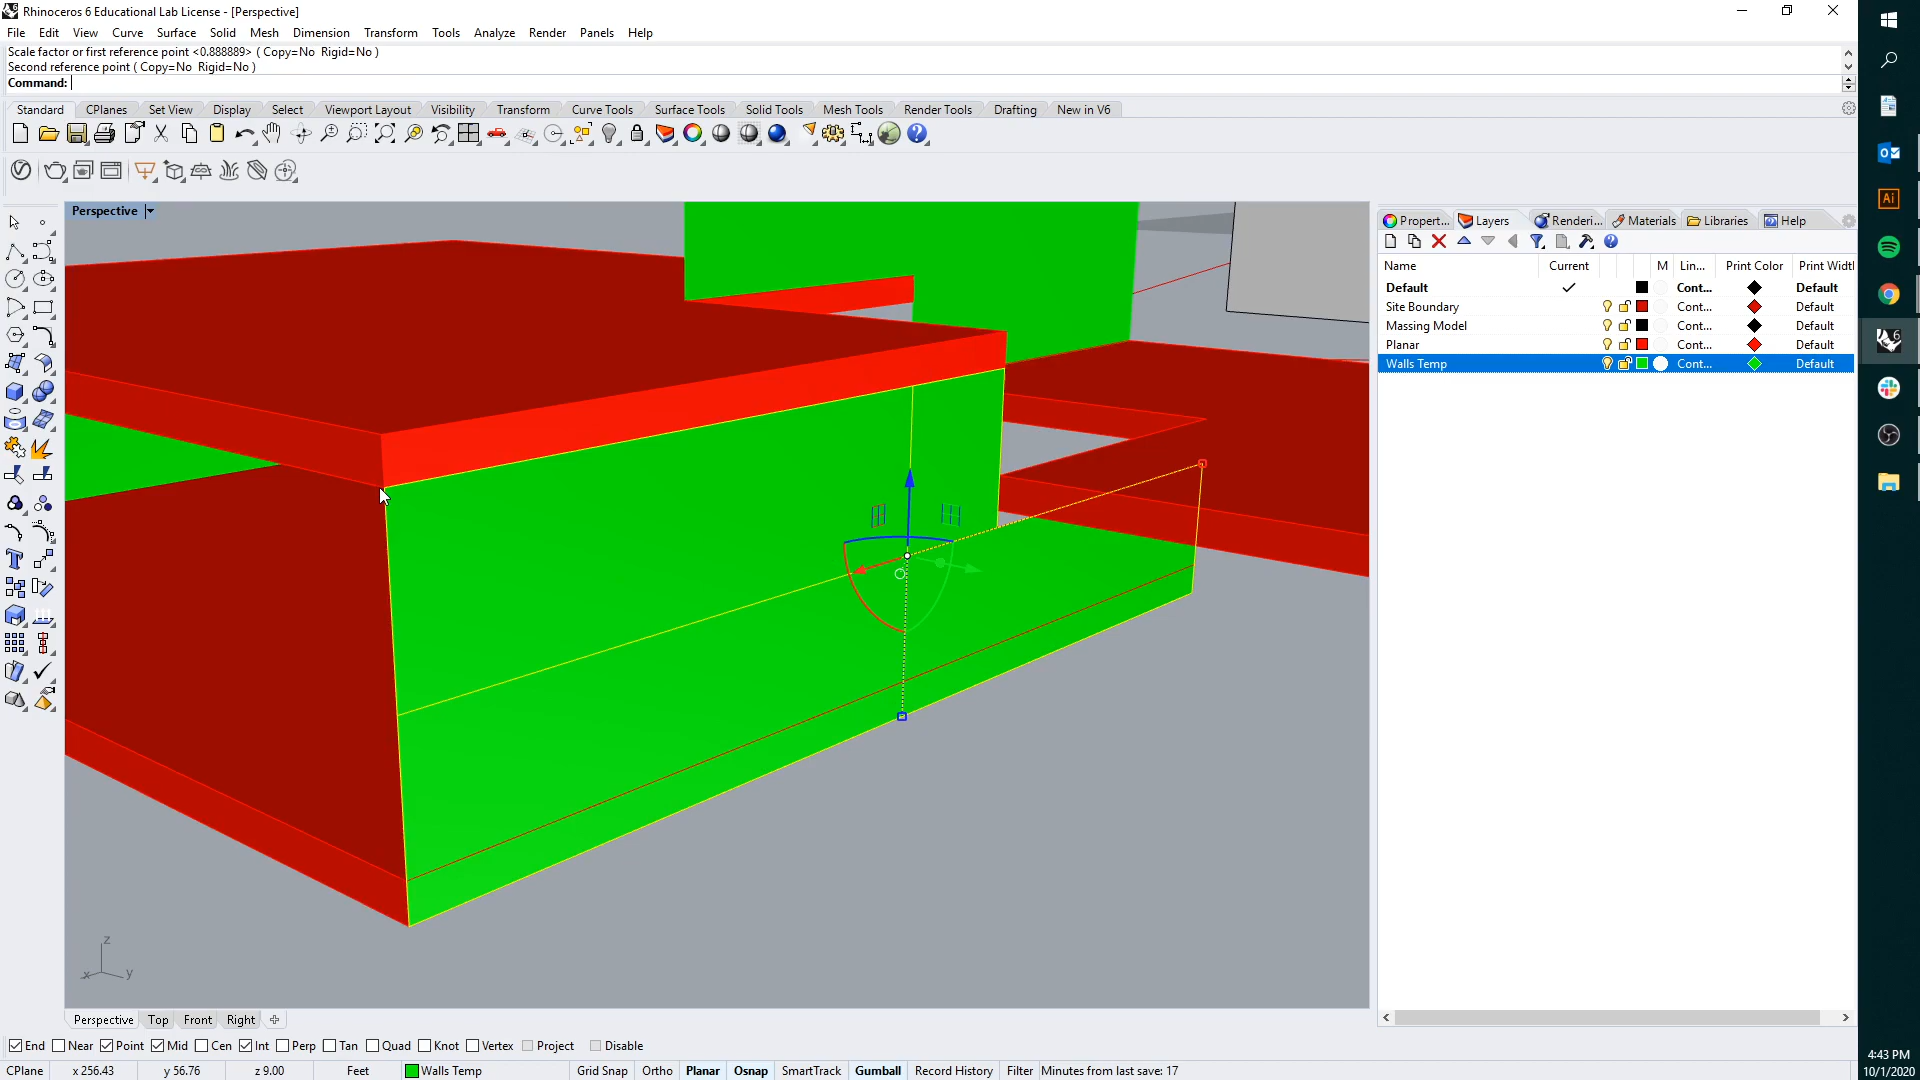 Rhinoceros 6 Educational Lab License - [Perspective]
File Edit View Curve Surface Solid Mesh Dimension Transform Tools Analyze Render Panels Help
Scale factor or first reference point <0.888889> ( Copy=No Rigid=No )
Second reference point ( Copy=No Rigid=No )
Command:
Standard CPlanes Set View Display Select Viewport Layout Visibility Transform Curve Tools Surface Tools Solid Tools Mesh Tools Render Tools Drafting New in V6
Perspective
Propert... Layers Renderi... Materials Libraries Help
Name Current M Lin... Print Color Print Widt
Default Cont... Default
Site Boundary Cont... Default
Massing Model Cont... Default
Planar Cont... Default
Walls Temp Cont... Default
z
x y
Perspective Top Front Right
End Near Point Mid Cen Int Perp Tan Quad Knot Vertex Project Disable
CPlane x 256.43 y 56.76 z 9.00 Feet Walls Temp Grid Snap Ortho Planar Osnap SmartTrack Gumball Record History Filter Minutes from last save: 17
Ai
6
4:43 PM
10/1/2020